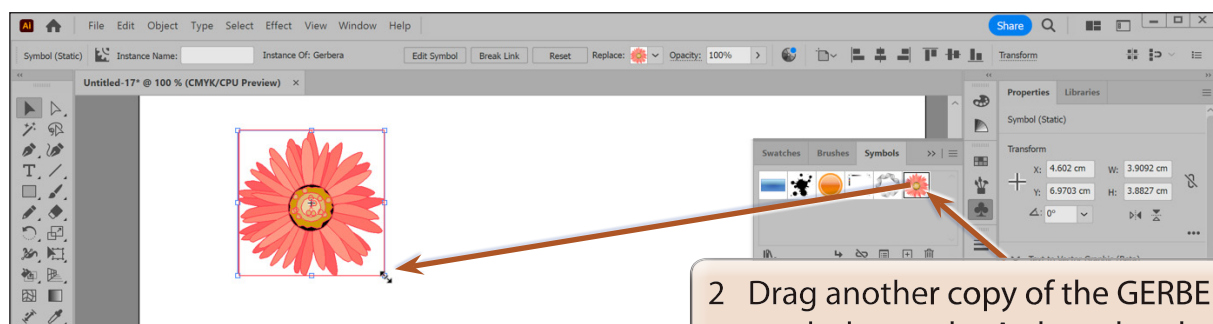 Ai File Edit Object Type Select Effect View Window Help Share
Symbol (Static) Instance Name: Instance Of: Gerbera Edit Symbol Break Link Reset Replace: Opacity: 100% Transform
Untitled-17* @ 100 % (CMYK/CPU Preview) ×
Properties Libraries
Symbol (Static)
Swatches Brushes Symbols
Transform
X: 4.602 cm W: 3.9092 cm
Y: 6.9703 cm H: 3.8827 cm
0°
2 Drag another copy of the GERBE